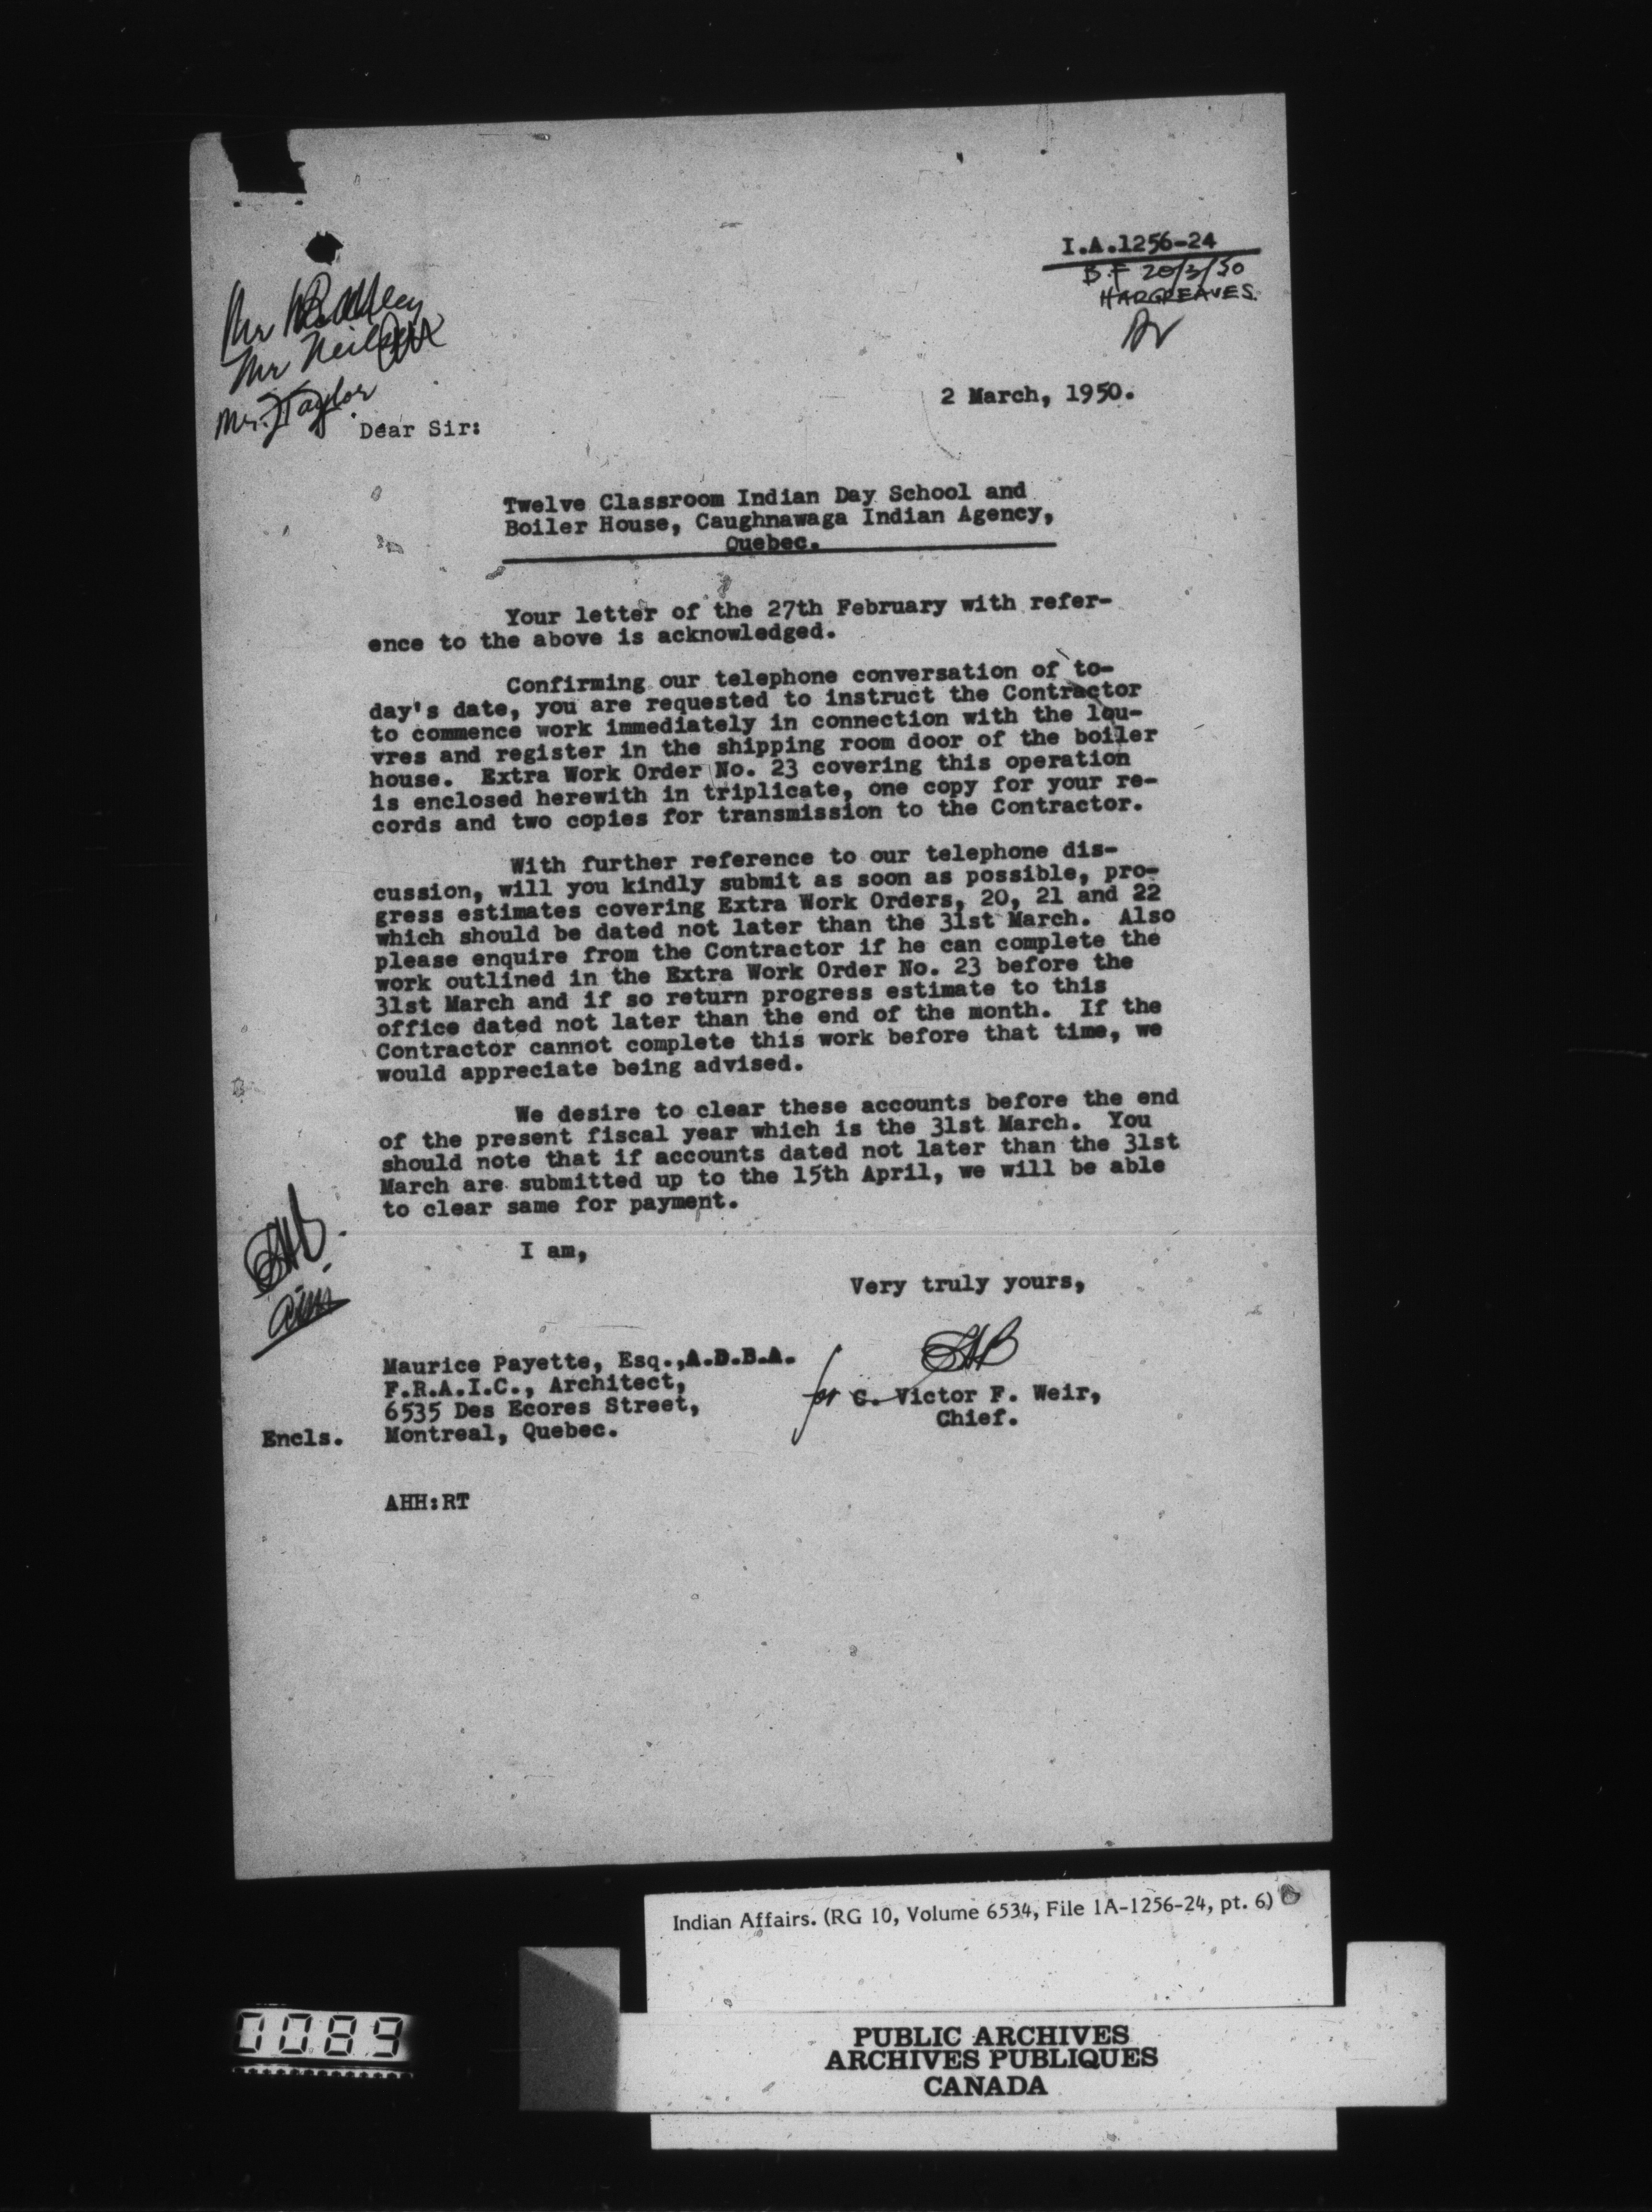 I.A.1256-24
B.F 20/3/50
HARGREAVES.
Mr
Mr
Mr. Taylor
2 March, 1950.
Dear Sir:
Twelve Classroom Indian Day School and
Boiler House, Caughnawaga Indian Agency,
Quebec.
Your letter of the 27th February with refer-
ence to the above is acknowledged.
Confirming our telephone conversation of to-
day's date, you are requested to instruct the Contractor
to commence work immediately in connection with the lou-
vres and register in the shipping room door of the boiler
house. Extra Work Order No. 23 covering this operation
is enclosed herewith in triplicate, one copy for your re-
cords and two copies for transmission to the Contractor.
With further reference to our telephone dis-
cussion, will you kindly submit as soon as possible, pro-
gress estimates covering Extra Work Orders, 20, 21 and 22
which should be dated not later than the 31st March. Also
please enquire from the Contractor if he can complete the
work outlined in the Extra Work Order No. 23 before the
31st March and if so return progress estimate to this
office dated not later than the end of the month. If the
Contractor cannot complete this work before that time, we
would appreciate being advised.
We desire to clear these accounts before the end
of the present fiscal year which is the 31st March. You
should note that if accounts dated not later than the 31st
March are submitted up to the 15th April, we will be able
to clear same for payment.
I am,
Very truly yours,
Maurice Payette, Esq.,A.D.B.A.
F.R.A.I.C., Architect,
6535 Des Ecores Street,
Montreal, Quebec.
for C. Victor F. Weir,
Chief.
Encls.
AHH:RT
Indian Affairs. (RG 10, Volume 6534, File 1A-1256-24, pt. 6)
0089
PUBLIC ARCHIVES
ARCHIVES PUBLIQUES
CANADA